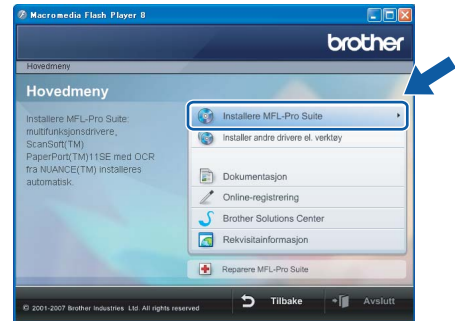 Macromedia Flash Player 8
brother
Hovedmeny
Hovedmeny
Installere MFL-Pro Suite:
multifunksjonsdrivere,
ScanSoft(TM)
PaperPort(TM)11SE med OCR
fra NUANCE(TM) installeres
automatisk.
Installere MFL-Pro Suite
Installer andre drivere el. verktøy
Dokumentasjon
Online-registrering
Brother Solutions Center
Rekvisitainformasjon
Reparere MFL-Pro Suite
© 2001-2007 Brother Industries Ltd. All rights reserved
Tilbake
Avslutt